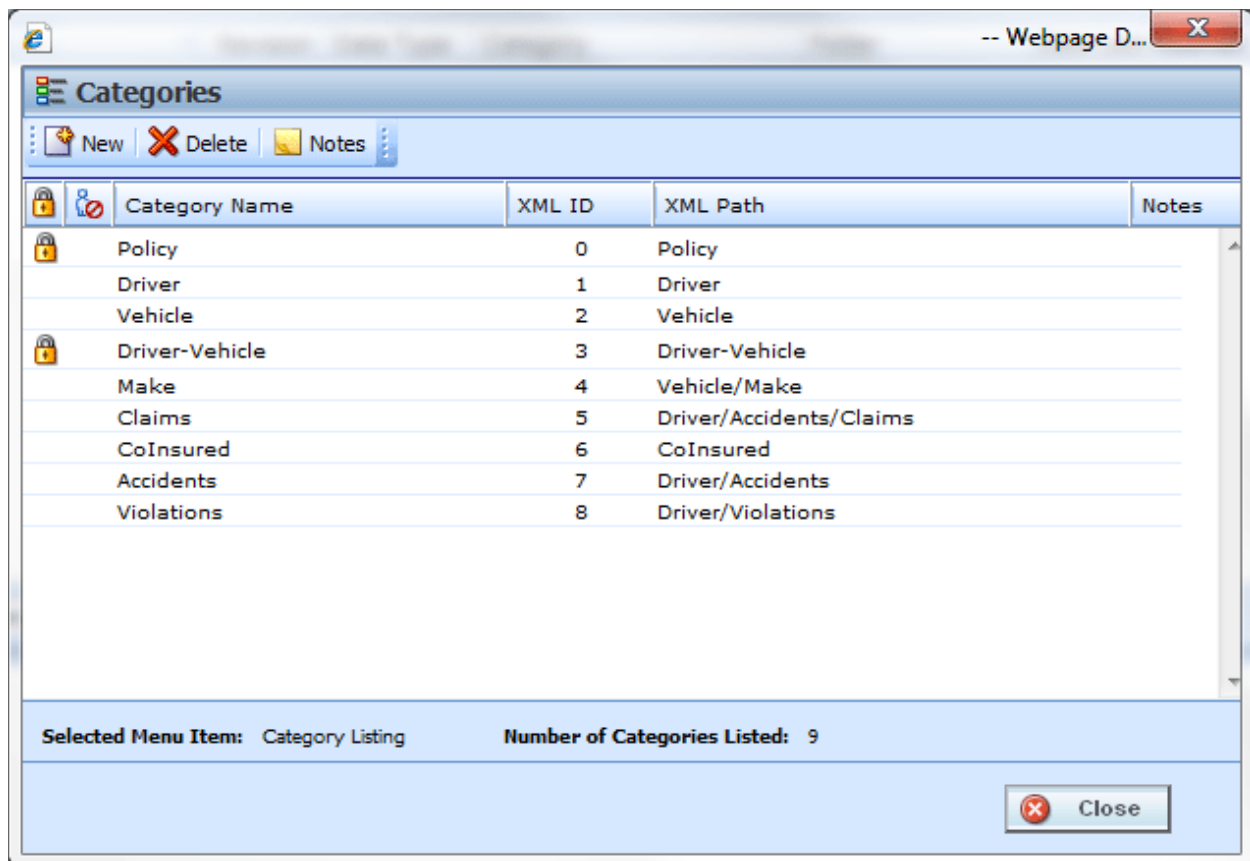 -- Webpage D...
Categories
New Delete Notes
Category Name XML ID XML Path Notes
Policy 0 Policy
Driver 1 Driver
Vehicle 2 Vehicle
Driver-Vehicle 3 Driver-Vehicle
Make 4 Vehicle/Make
Claims 5 Driver/Accidents/Claims
CoInsured 6 CoInsured
Accidents 7 Driver/Accidents
Violations 8 Driver/Violations
Selected Menu Item: Category Listing Number of Categories Listed: 9
Close